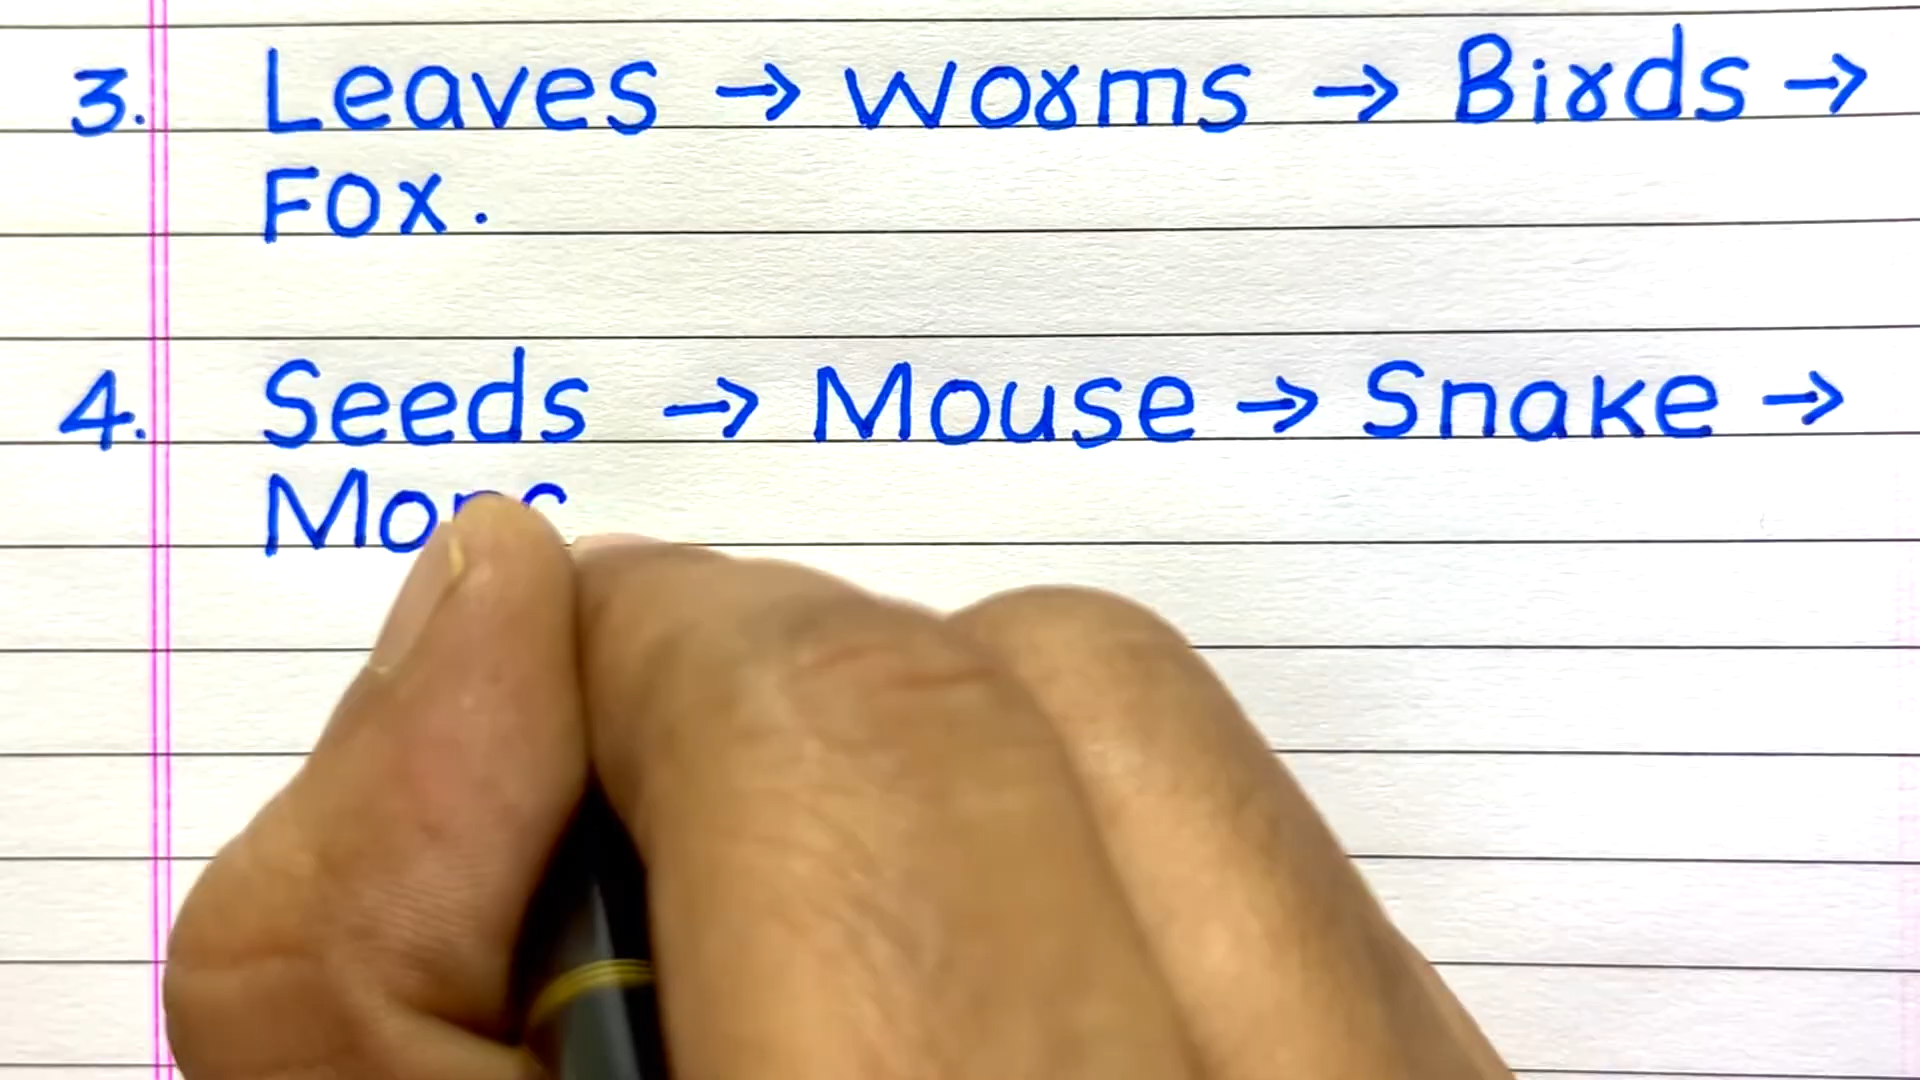 3. Leaves → Worms → Birds →
Fox.
4. Seeds → Mouse → Snake →